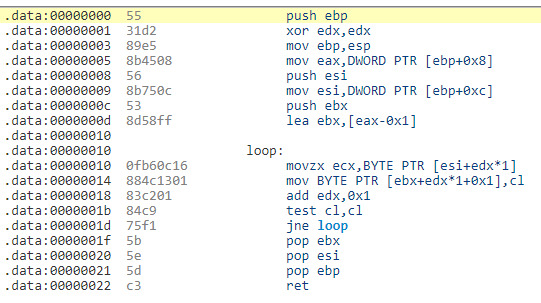 .data:00000000 55 push ebp
.data:00000001 31d2 xor edx,edx
.data:00000003 89e5 mov ebp,esp
.data:00000005 8b4508 mov eax,DWORD PTR [ebp+0x8]
.data:00000008 56 push esi
.data:00000009 8b750c mov esi,DWORD PTR [ebp+0xc]
.data:0000000c 53 push ebx
.data:0000000d 8d58ff lea ebx,[eax-0x1]
.data:00000010
.data:00000010 loop:
.data:00000010 0fb60c16 movzx ecx,BYTE PTR [esi+edx*1]
.data:00000014 884c1301 mov BYTE PTR [ebx+edx*1+0x1],cl
.data:00000018 83c201 add edx,0x1
.data:0000001b 84c9 test cl,cl
.data:0000001d 75f1 jne loop
.data:0000001f 5b pop ebx
.data:00000020 5e pop esi
.data:00000021 5d pop ebp
.data:00000022 c3 ret